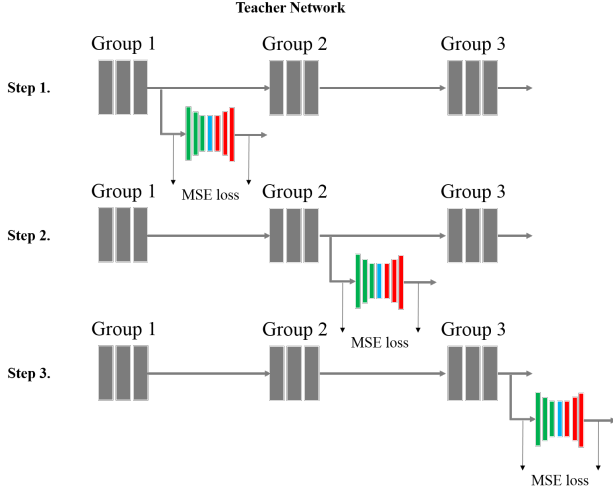 Teacher Network
Group 1 Group 2 Group 3
Step 1.
MSE loss
Group 1 Group 2 Group 3
Step 2.
MSE loss
Group 1 Group 2 Group 3
Step 3.
MSE loss